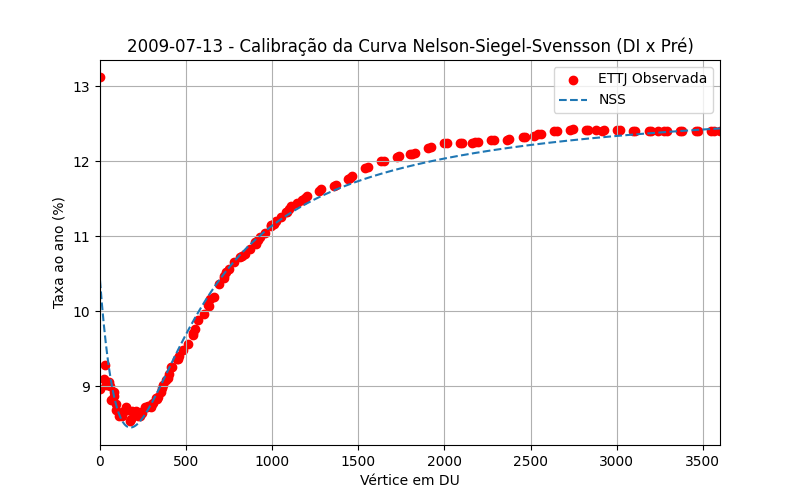 2009-07-13 - Calibração da Curva Nelson-Siegel-Svensson (DI x Pré)
ETTJ Observada
NSS
Taxa ao ano (%)
13
12
11
10
9
0 500 1000 1500 2000 2500 3000 3500
Vértice em DU